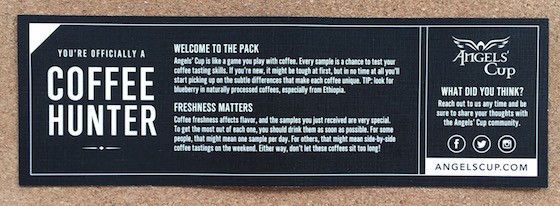 YOU'RE OFFICIALLY A
COFFEE
HUNTER
WELCOME TO THE PACK
Angels' Cup is like a game you play with coffee. Every sample is a chance to test your
coffee tasting skills. If you're new, it might be tough at first, but in no time at all you'll
start picking up on the subtle differences that make each coffee unique. TIP: look for
blueberry in naturally processed coffees, especially from Ethiopia.
FRESHNESS MATTERS
Coffee freshness affects flavor, and the samples you just received are very special.
To get the most out of each one, you should drink them as soon as possible. For some
people, that might mean one sample per day. For others, that might mean side-by-side
coffee tastings on the weekend. Either way, don't let these coffees sit too long!
ANGELS'
CUP
WHAT DID YOU THINK?
Reach out to us any time and be
sure to share your thoughts with
the Angels' Cup community.
ANGELSCUP.COM